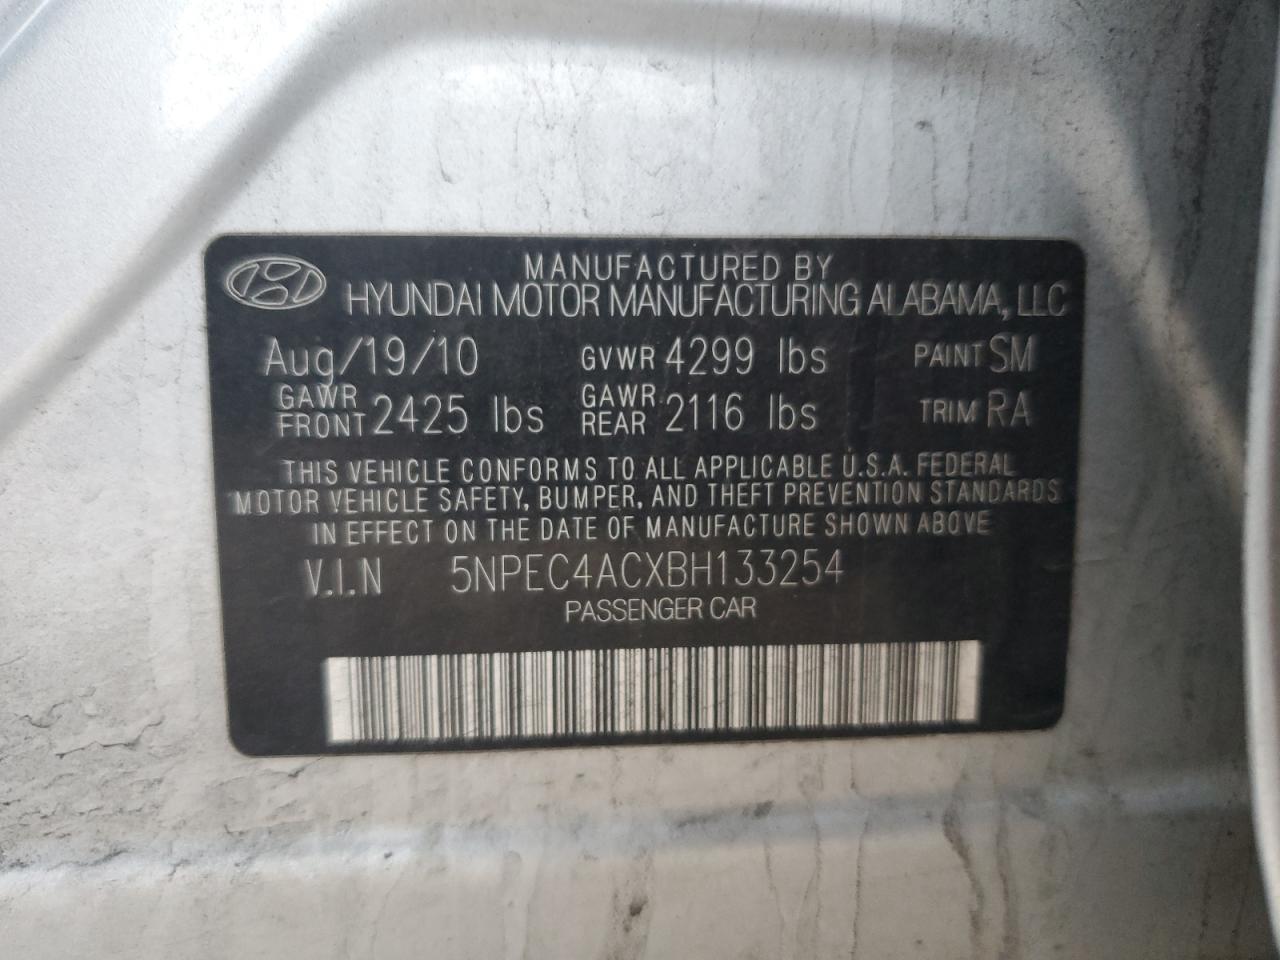 MANUFACTURED BY
HYUNDAI MOTOR MANUFACTURING ALABAMA, LLC
Aug/19/10 GVWR 4299 lbs PAINT SM
GAWR FRONT 2425 lbs GAWR REAR 2116 lbs TRIM RA
THIS VEHICLE CONFORMS TO ALL APPLICABLE U.S.A. FEDERAL
MOTOR VEHICLE SAFETY, BUMPER, AND THEFT PREVENTION STANDARDS
IN EFFECT ON THE DATE OF MANUFACTURE SHOWN ABOVE
V.I.N 5NPEC4ACXBH133254
PASSENGER CAR